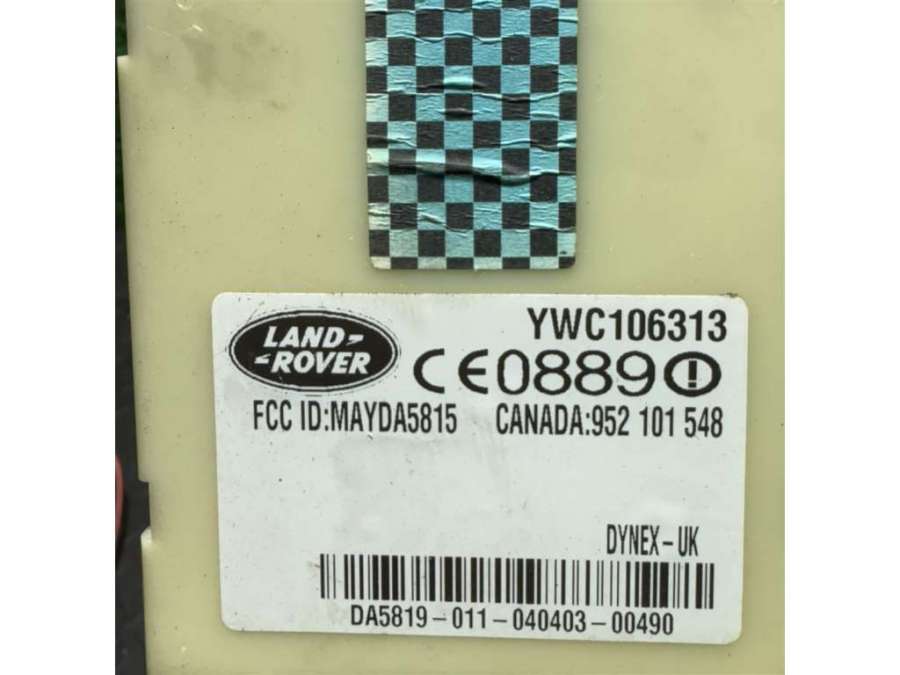 YWC106313
LAND-
ROVER
CE0889
FCC ID:MAYDA5815 CANADA:952 101 548
DYNEX-UK
DA5819-011-040403-00490